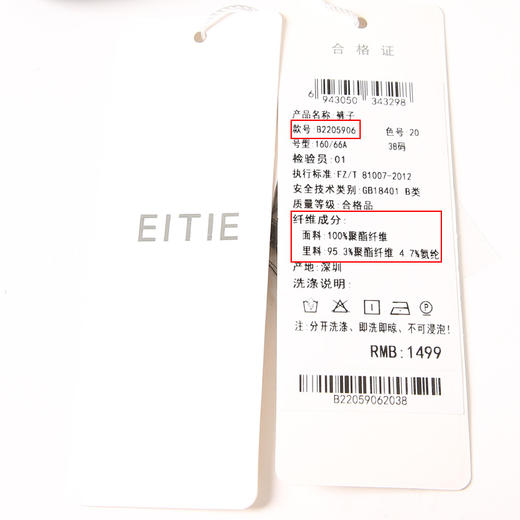 EITIE
合格证
6 943050 343298
产品名称:裤子
款号:B2205906 色号:20
号型:160/66A 38码
检验员:01
执行标准:FZ/T 81007-2012
安全技术类别:GB18401 B类
质量等级:合格品
纤维成分:
面料:100%聚酯纤维
里料:95.3%聚酯纤维 4.7%氨纶
产地:深圳
洗涤说明:
注:分开洗涤、即洗即晾、不可浸泡!
RMB:1499
B22059062038